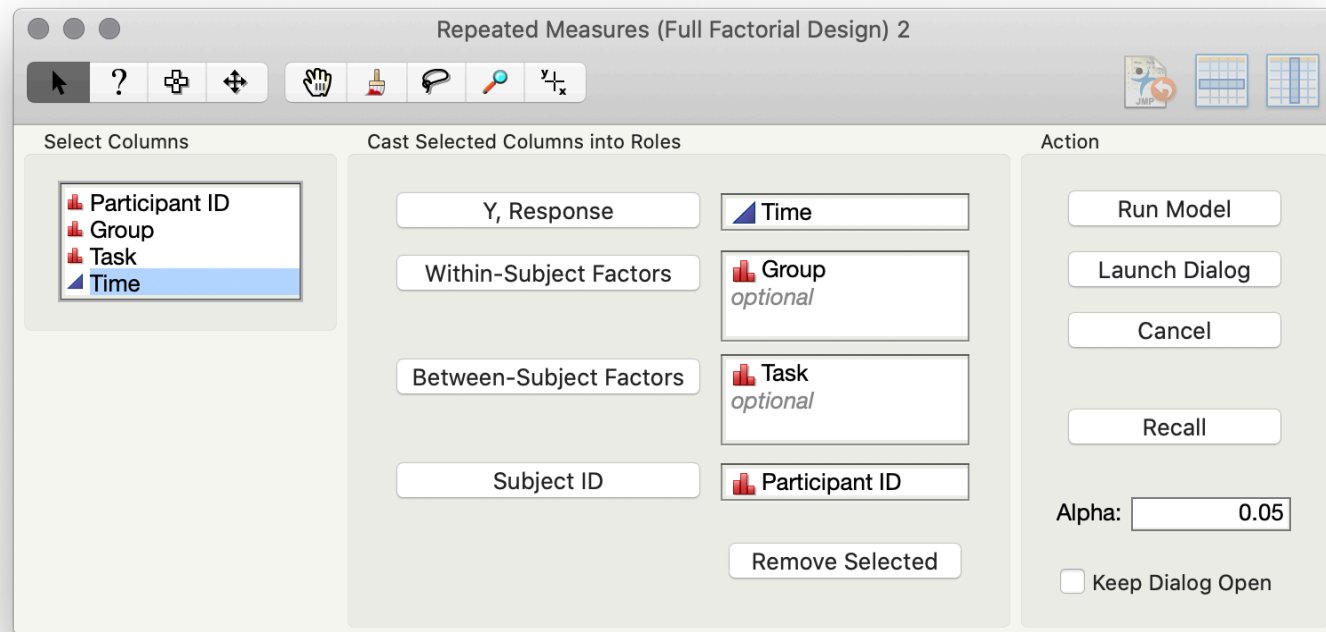 Repeated Measures (Full Factorial Design) 2
?
y
x
JMP
Select Columns
Participant ID
Group
Task
Time
Cast Selected Columns into Roles
Y, Response
Time
Within-Subject Factors
Group
optional
Between-Subject Factors
Task
optional
Subject ID
Participant ID
Remove Selected
Action
Run Model
Launch Dialog
Cancel
Recall
Alpha: 0.05
Keep Dialog Open